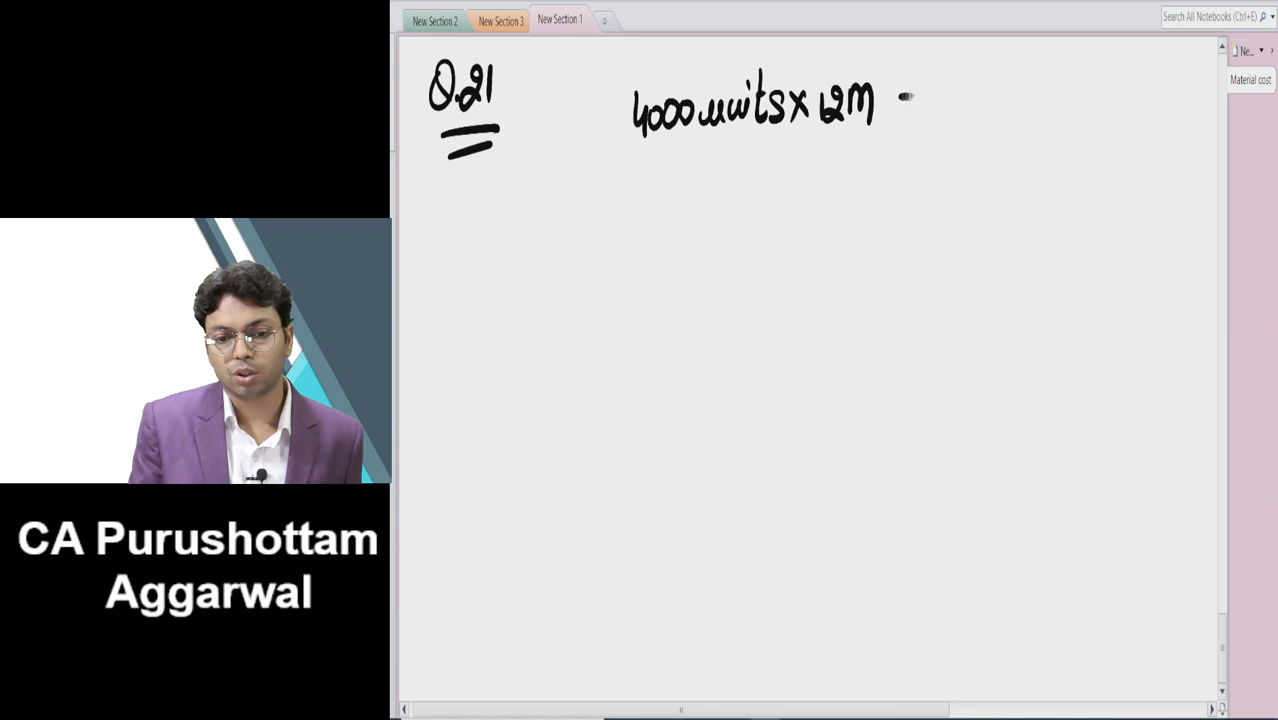 New Section 2
New Section 3
New Section 1
Search All Notebooks (Ctrl+E)
Ne...
Material cost
Q.21
4000 units x 12m -
CA Purushottam
Aggarwal